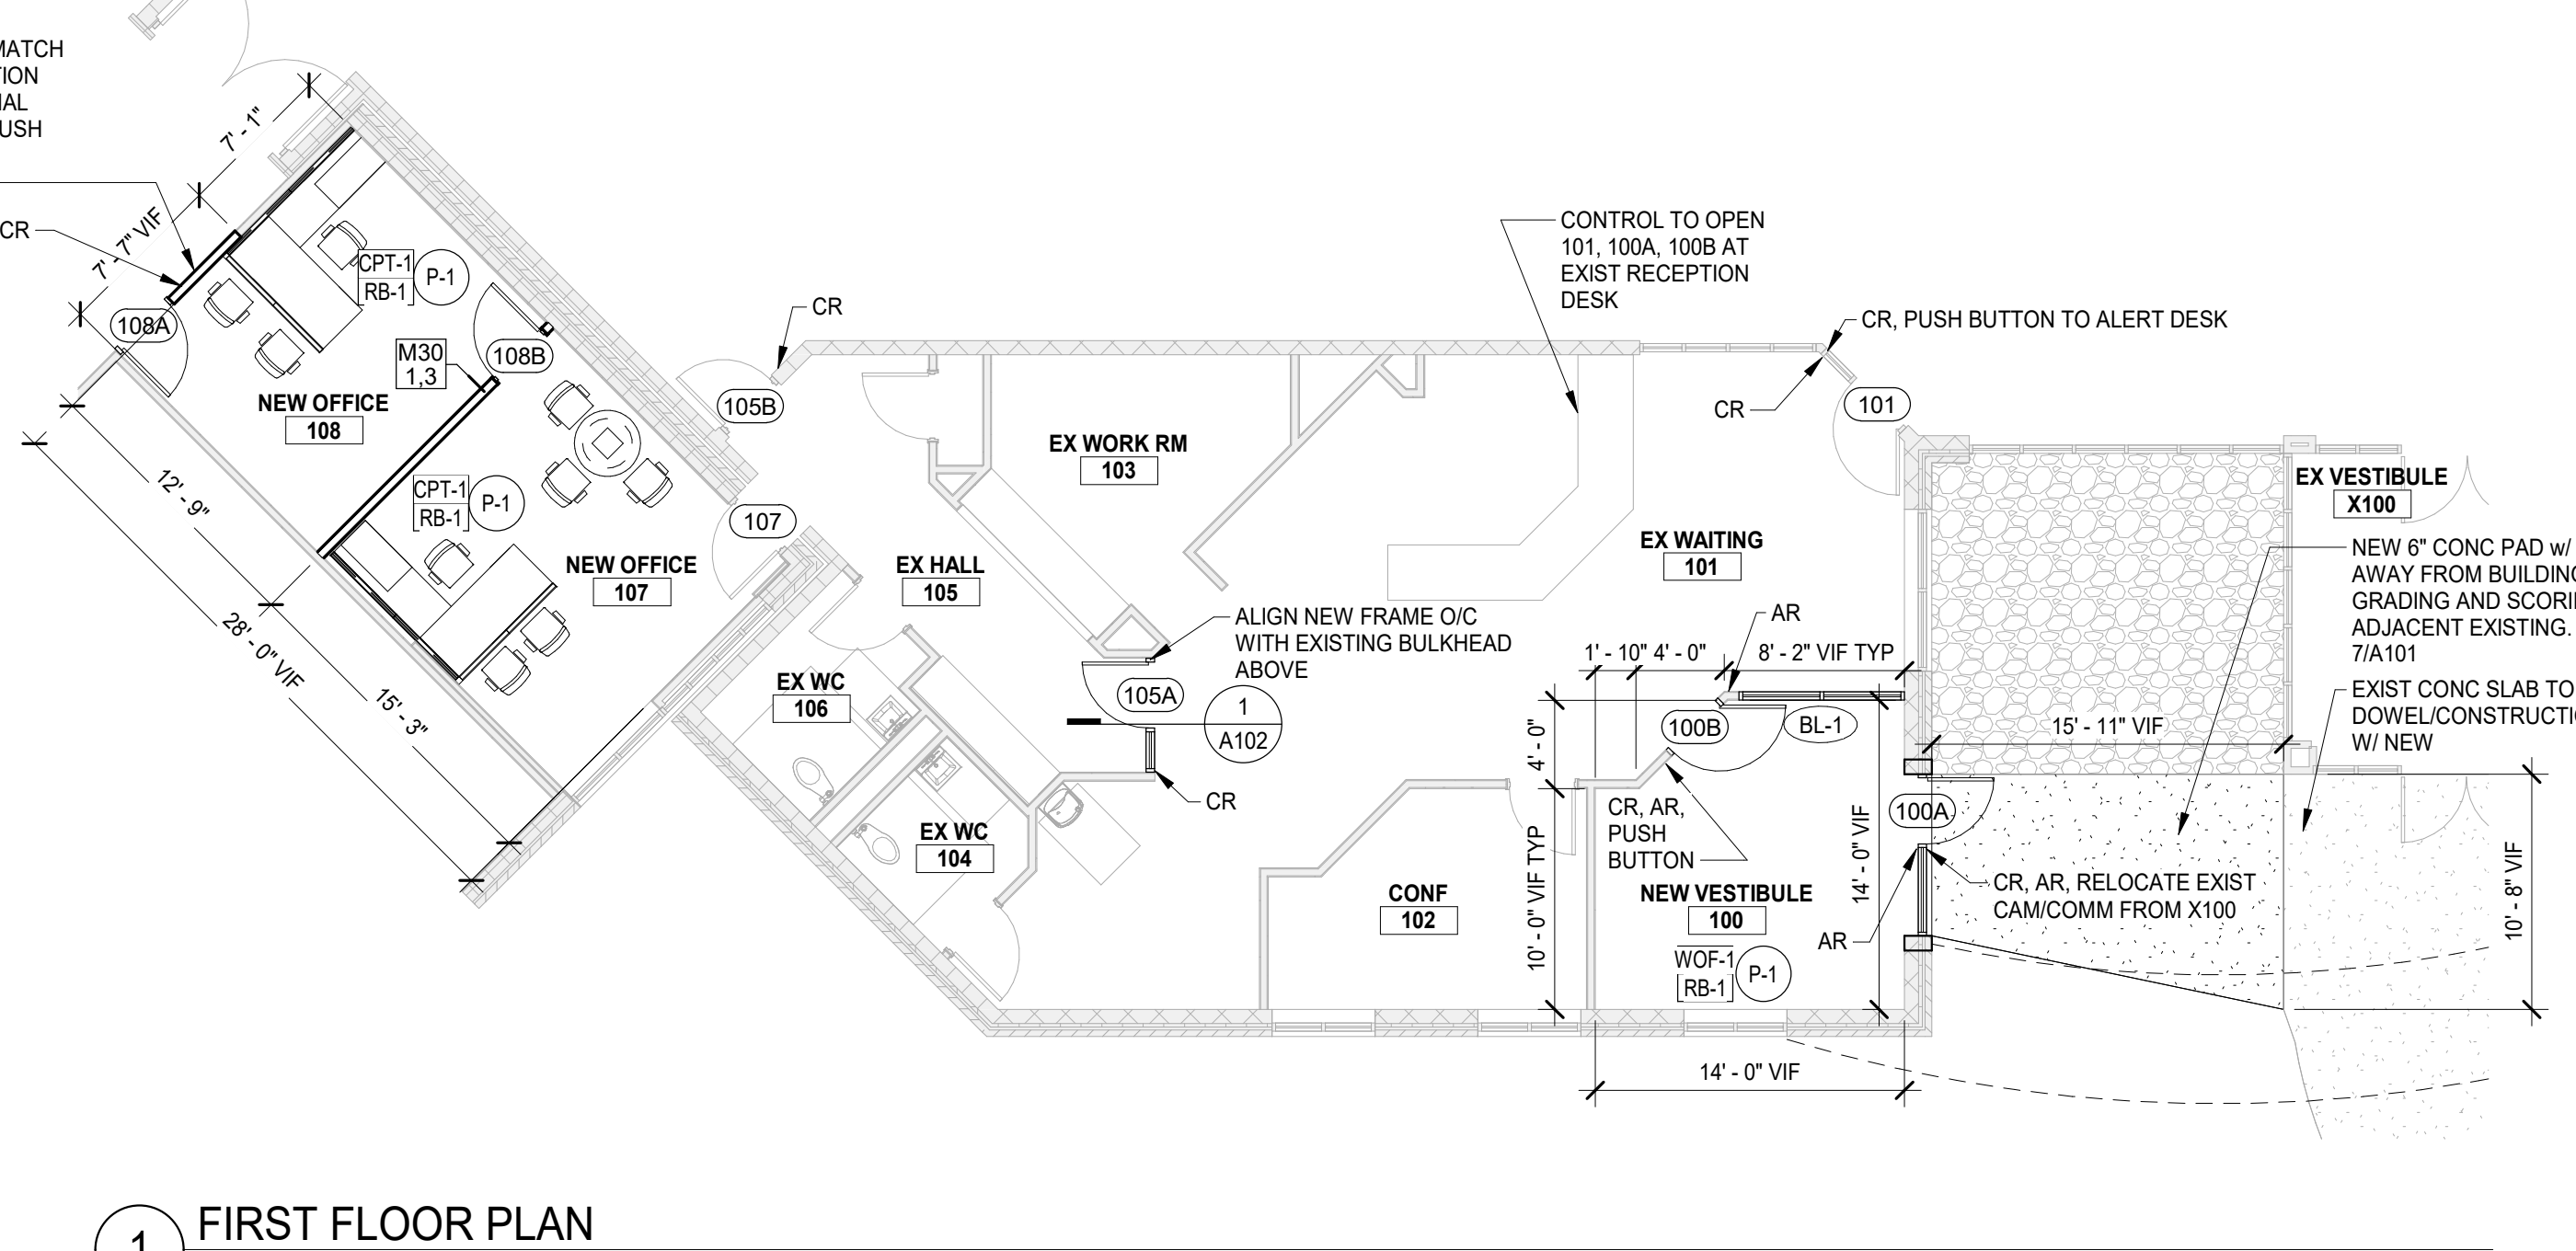 MATCH
USH
7' - 1"
7' - 7" VIF
CR
108A
CPT-1
RB-1
P-1
M30
1,3
108B
NEW OFFICE
108
12' - 9"
28' - 0" VIF
15' - 3"
CPT-1
RB-1
P-1
NEW OFFICE
107
107
CR
105B
EX HALL
105
EX WORK RM
103
EX WC
106
EX WC
104
ALIGN NEW FRAME O/C
WITH EXISTING BULKHEAD
ABOVE
105A
1
A102
CR
CONTROL TO OPEN
101, 100A, 100B AT
EXIST RECEPTION
DESK
CR, PUSH BUTTON TO ALERT DESK
CR
101
EX WAITING
101
AR
1' - 10"
4' - 0"
8' - 2" VIF TYP
4' - 0"
100B
BL-1
CR, AR,
PUSH
BUTTON
10' - 0" VIF TYP
14' - 0" VIF
CONF
102
NEW VESTIBULE
100
WOF-1
RB-1
P-1
14' - 0" VIF
100A
AR
CR, AR, RELOCATE EXIST
CAM/COMM FROM X100
15' - 11" VIF
EX VESTIBULE
X100
NEW 6" CONC PAD w/
AWAY FROM BUILDING
GRADING AND SCORI
ADJACENT EXISTING.
7/A101
EXIST CONC SLAB TO
DOWEL/CONSTRUCTI
W/ NEW
10' - 8" VIF
1
FIRST FLOOR PLAN